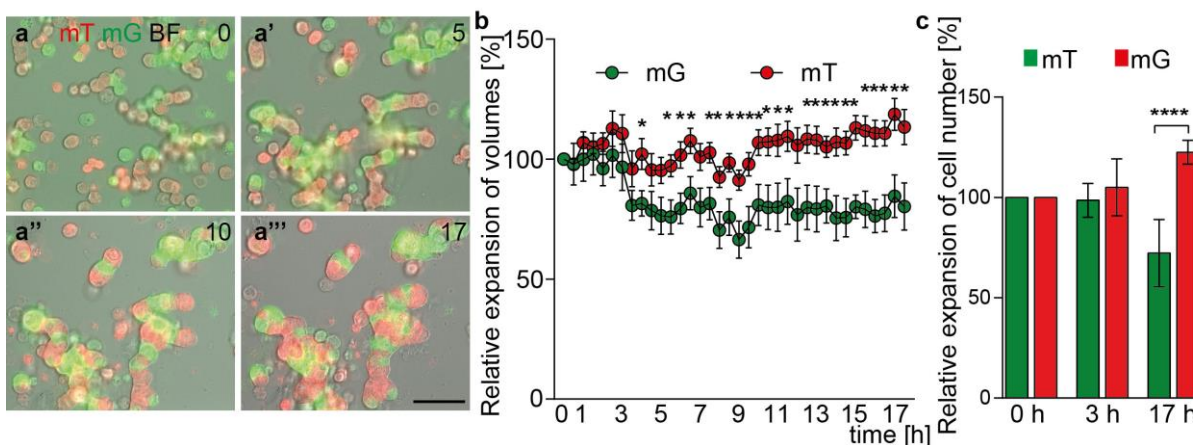 a mT mG BF 0
a' 5
a'' 10
a''' 17
b
Relative expansion of volumes [%]
150
100
50
0
mG mT
* *** ******* *** ****** *****
0 1 3 5 7 9 11 13 15 17
time [h]
c
Relative expansion of cell number [%]
mT
mG
150
100
50
0
****
0 h 3 h 17 h